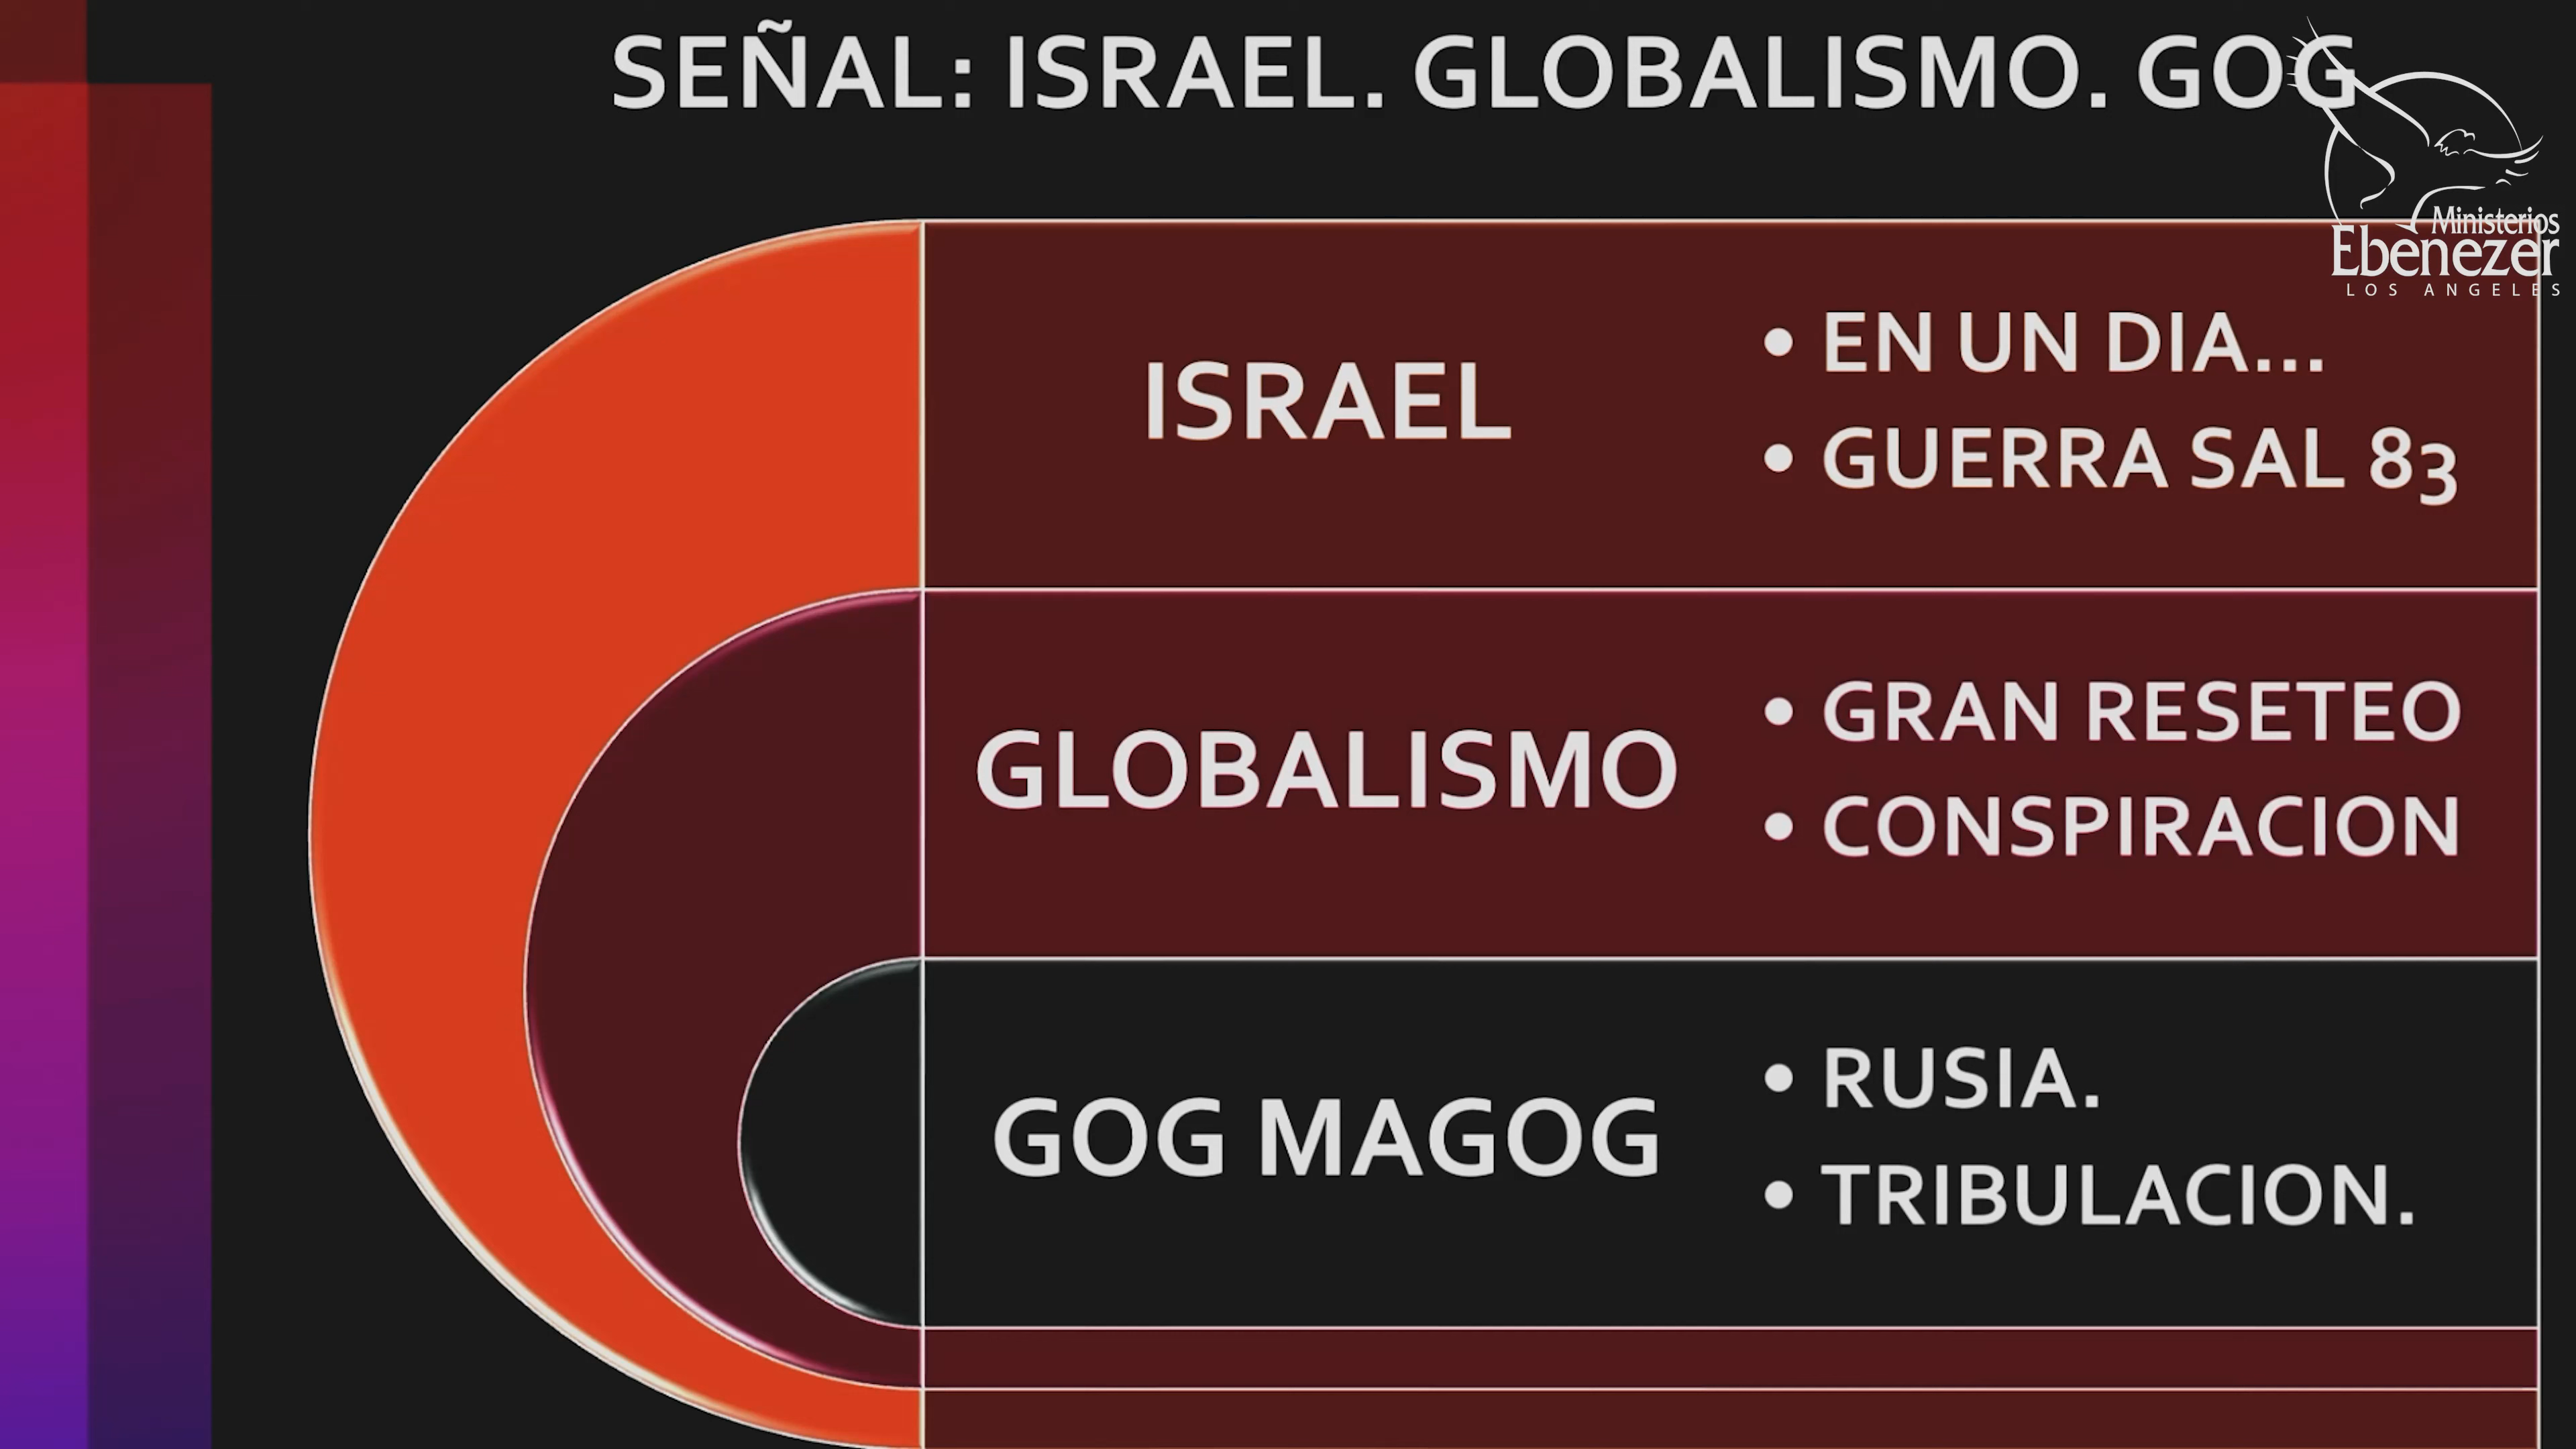 SEÑAL: ISRAEL. GLOBALISMO. GOG
Ministerios
Ebenezer
LOS ANGELES
ISRAEL
• EN UN DIA...
• GUERRA SAL 83
GLOBALISMO
• GRAN RESETEO
• CONSPIRACION
GOG MAGOG
• RUSIA.
• TRIBULACION.